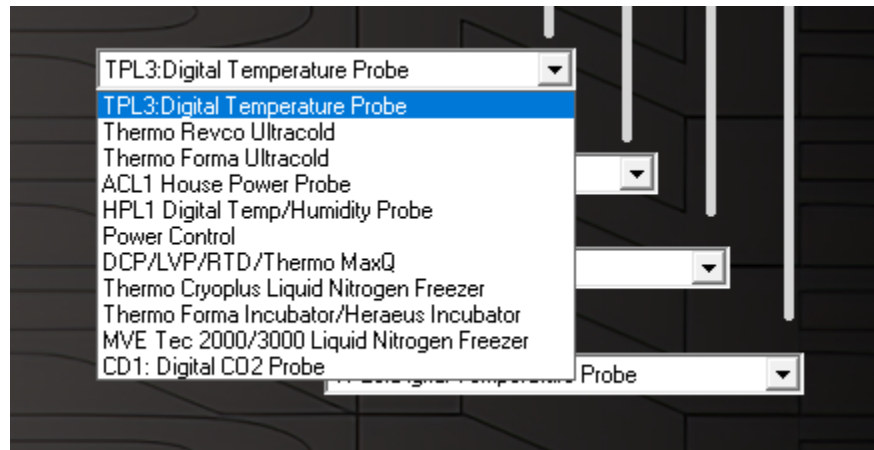 TPL3:Digital Temperature Probe
TPL3:Digital Temperature Probe
Thermo Revco Ultracold
Thermo Forma Ultracold
ACL1 House Power Probe
HPL1 Digital Temp/Humidity Probe
Power Control
DCP/LVP/RTD/Thermo MaxQ
Thermo Cryoplus Liquid Nitrogen Freezer
Thermo Forma Incubator/Heraeus Incubator
MVE Tec 2000/3000 Liquid Nitrogen Freezer
CD1: Digital CO2 Probe
Probe